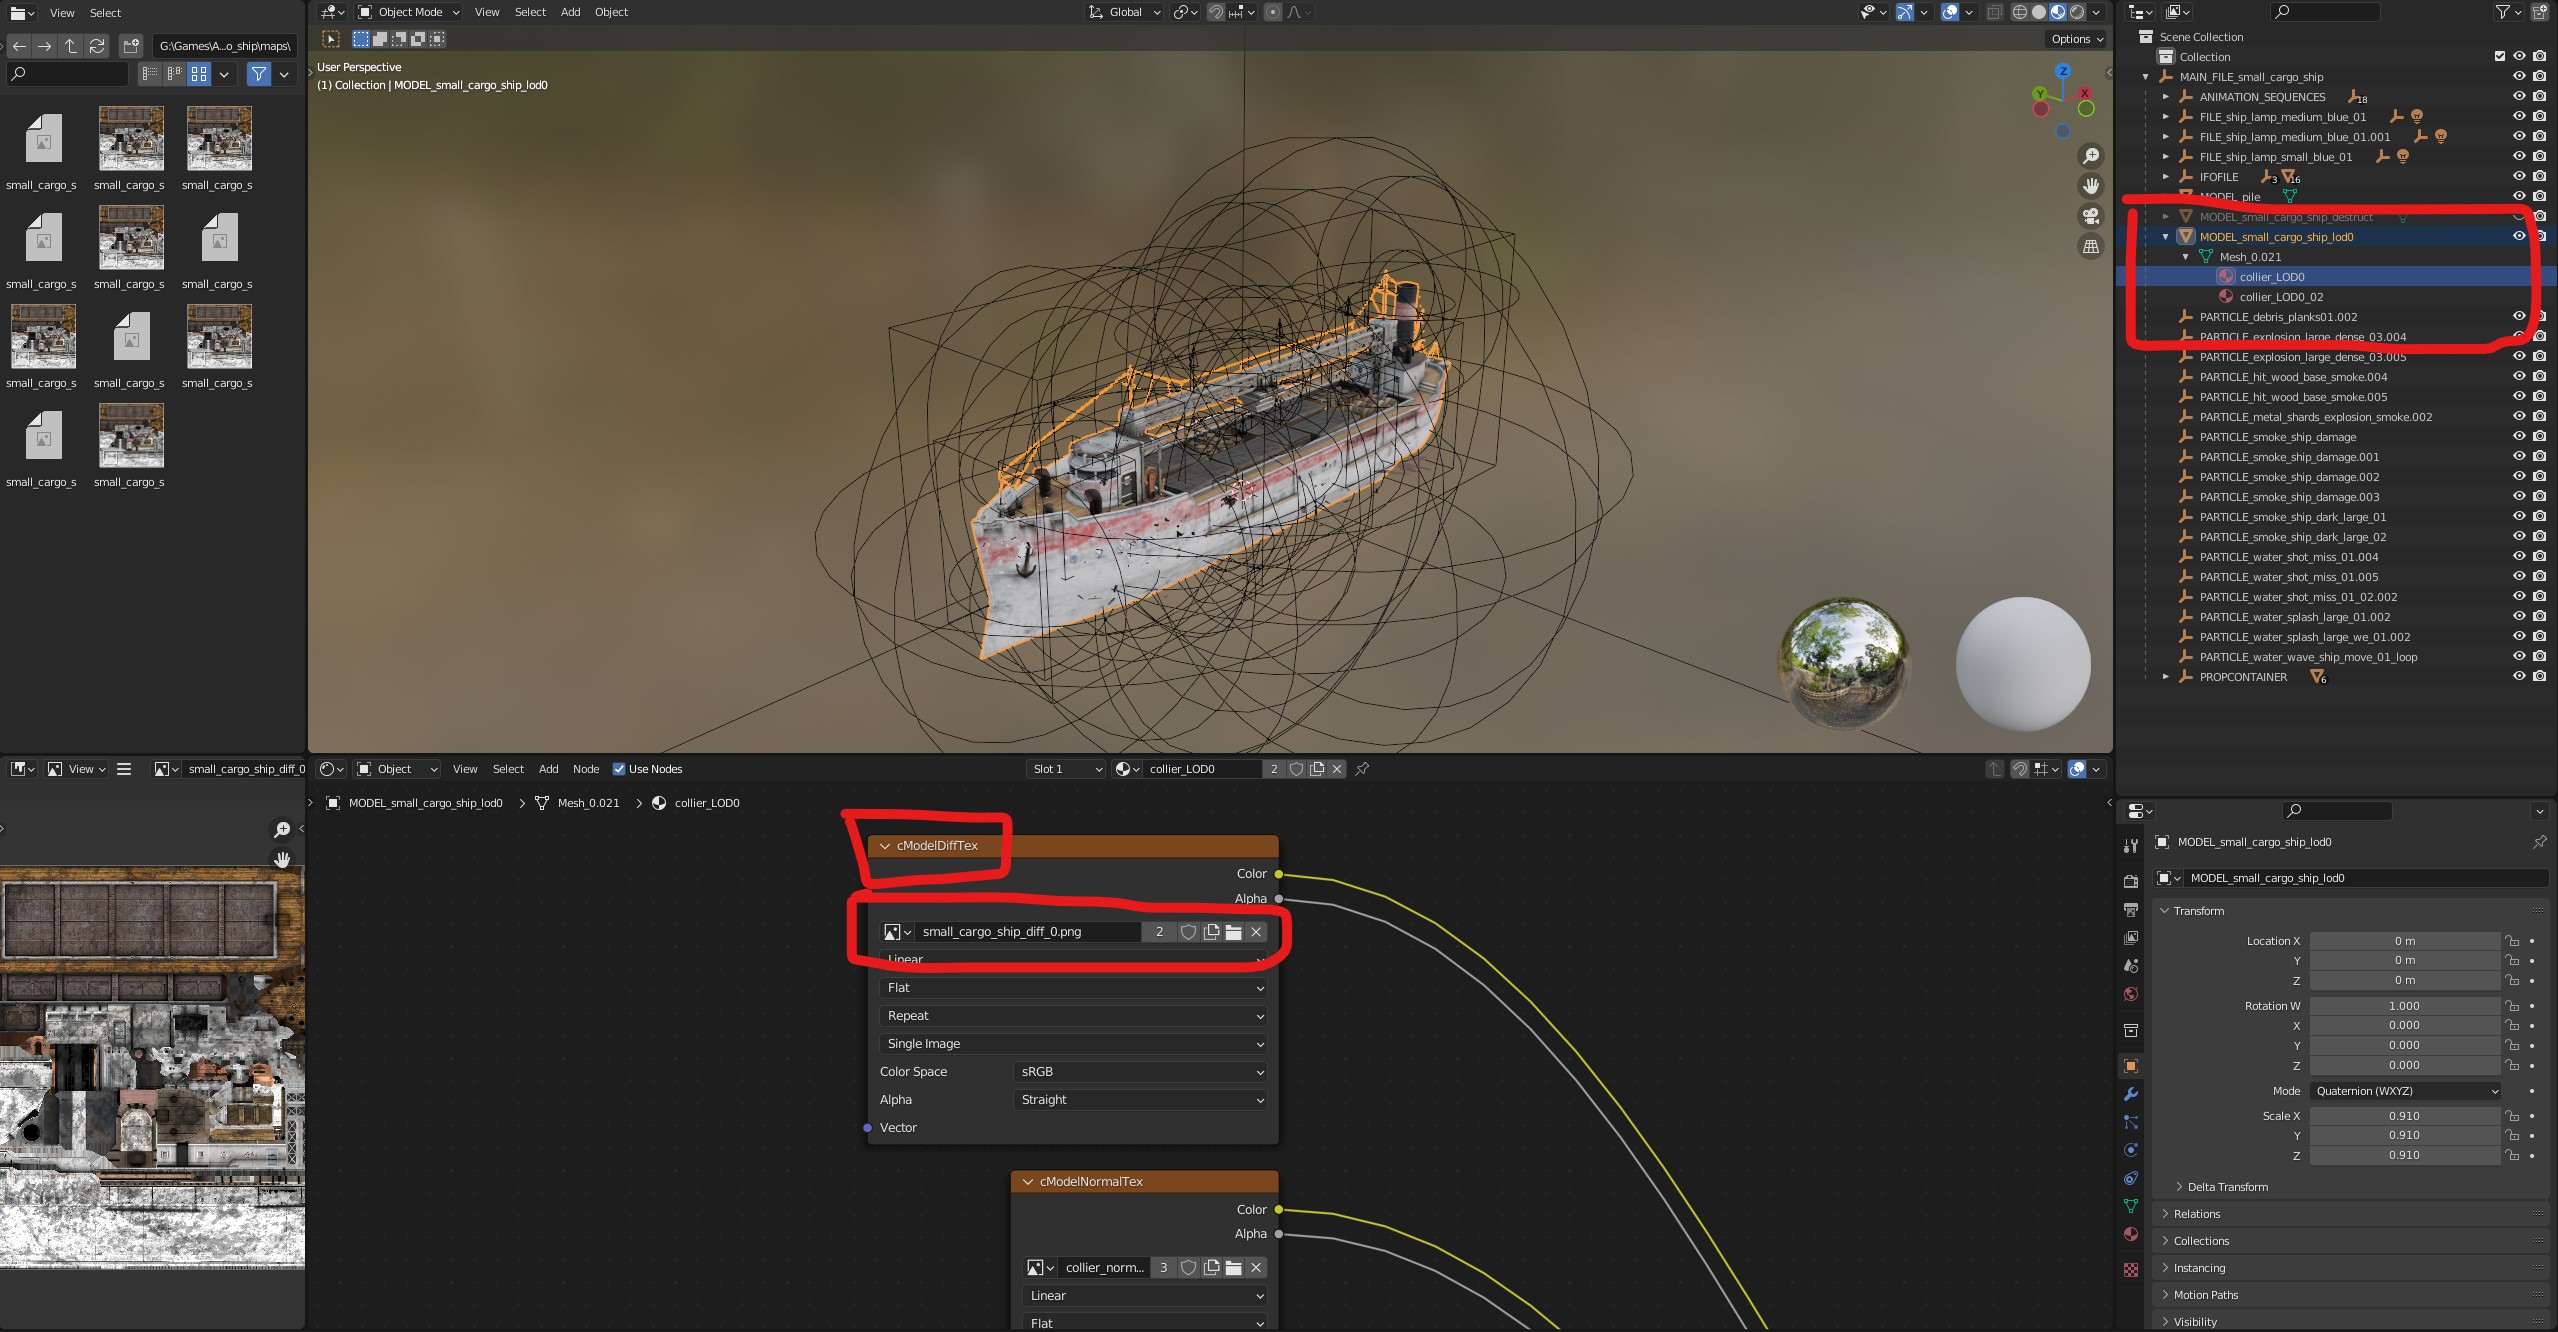 View Select
G:\Games\A...o_ship\maps\
small_cargo_s small_cargo_s small_cargo_s
small_cargo_s small_cargo_s small_cargo_s
small_cargo_s small_cargo_s small_cargo_s
small_cargo_s small_cargo_s
Object Mode View Select Add Object
Global
Options
User Perspective
(1) Collection | MODEL_small_cargo_ship_lod0
Z
Y
X
Scene Collection
Collection
MAIN_FILE_small_cargo_ship
ANIMATION_SEQUENCES 18
FILE_ship_lamp_medium_blue_01
FILE_ship_lamp_medium_blue_01.001
FILE_ship_lamp_small_blue_01
IFOFILE 3 16
MODEL_pile
MODEL_small_cargo_ship_destruct
MODEL_small_cargo_ship_lod0
Mesh_0.021
collier_LOD0
collier_LOD0_02
PARTICLE_debris_planks01.002
PARTICLE_explosion_large_dense_03.004
PARTICLE_explosion_large_dense_03.005
PARTICLE_hit_wood_base_smoke.004
PARTICLE_hit_wood_base_smoke.005
PARTICLE_metal_shards_explosion_smoke.002
PARTICLE_smoke_ship_damage
PARTICLE_smoke_ship_damage.001
PARTICLE_smoke_ship_damage.002
PARTICLE_smoke_ship_damage.003
PARTICLE_smoke_ship_dark_large_01
PARTICLE_smoke_ship_dark_large_02
PARTICLE_water_shot_miss_01.004
PARTICLE_water_shot_miss_01.005
PARTICLE_water_shot_miss_01_02.002
PARTICLE_water_splash_large_01.002
PARTICLE_water_splash_large_we_01.002
PARTICLE_water_wave_ship_move_01_loop
PROPCONTAINER 6
View small_cargo_ship_diff_0
Object View Select Add Node Use Nodes
Slot 1 collier_LOD0 2
MODEL_small_cargo_ship_lod0 > Mesh_0.021 > collier_LOD0
cModelDiffTex
Color
Alpha
small_cargo_ship_diff_0.png 2
Linear
Flat
Repeat
Single Image
Color Space sRGB
Alpha Straight
Vector
cModelNormalTex
Color
Alpha
collier_norm... 3
Linear
Flat
MODEL_small_cargo_ship_lod0
MODEL_small_cargo_ship_lod0
Transform
Location X 0 m
Y 0 m
Z 0 m
Rotation W 1.000
X 0.000
Y 0.000
Z 0.000
Mode Quaternion (WXYZ)
Scale X 0.910
Y 0.910
Z 0.910
Delta Transform
Relations
Collections
Instancing
Motion Paths
Visibility